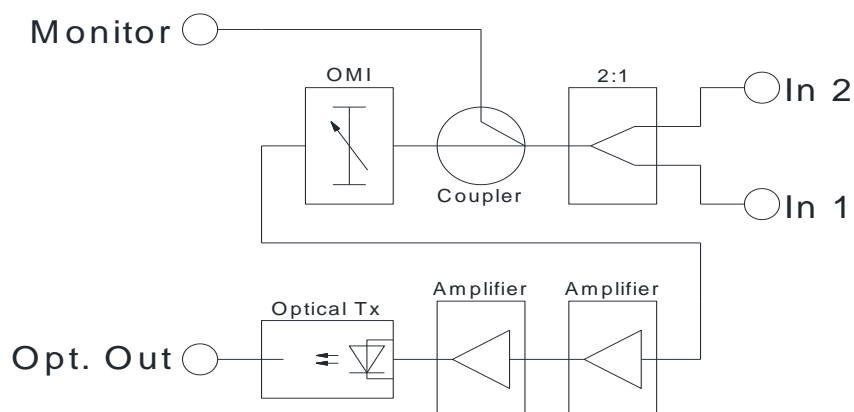 Monitor
OMI
2:1
In 2
Coupler
In 1
Amplifier
Amplifier
Optical Tx
Opt. Out